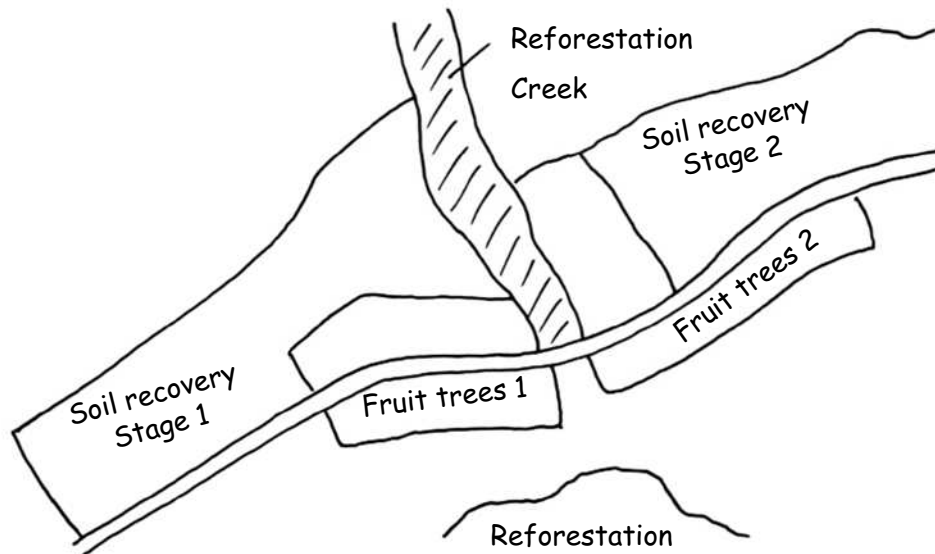 Reforestation
Creek
Soil recovery
Stage 2
Fruit trees 2
Soil recovery
Stage 1
Fruit trees 1
Reforestation